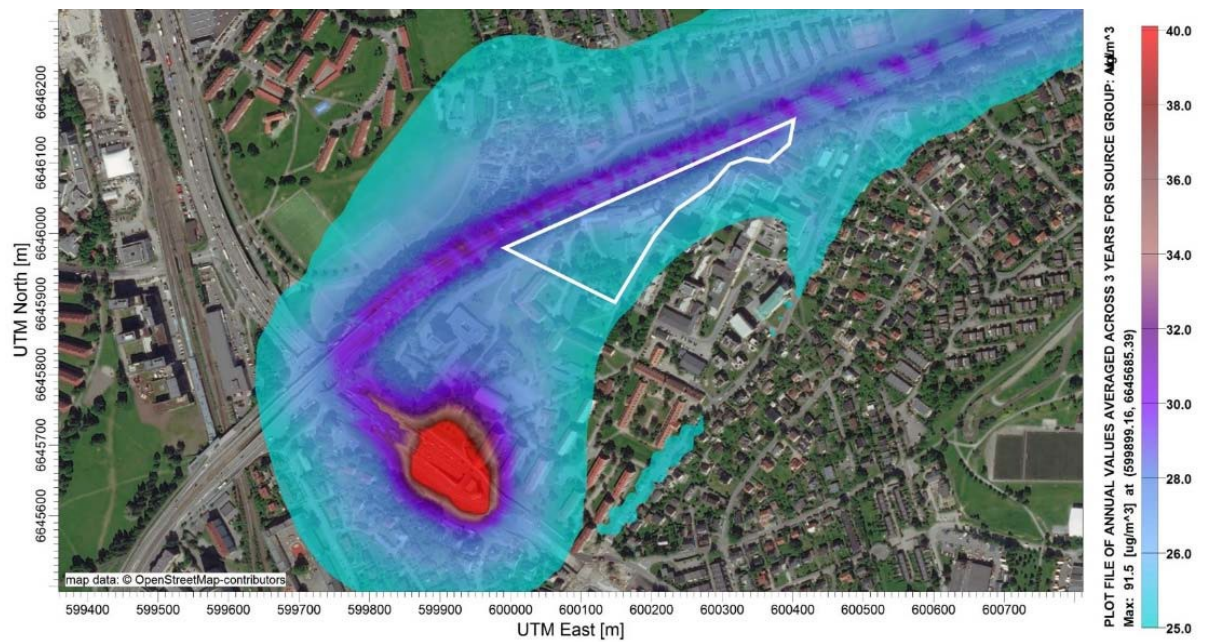 UTM North [m]
6646200
6646100
6646000
6645900
6645800
6645700
6645600
map data: © OpenStreetMap-contributors
599400 599500 599600 599700 599800 599900 600000 600100 600200 600300 600400 600500 600600 600700
UTM East [m]
PLOT FILE OF ANNUAL VALUES AVERAGED ACROSS 3 YEARS FOR SOURCE GROUP:
Max: 91.5 [ug/m^3] at (599899.16, 6645685.39)
40.0
38.0
36.0
34.0
32.0
30.0
28.0
26.0
25.0